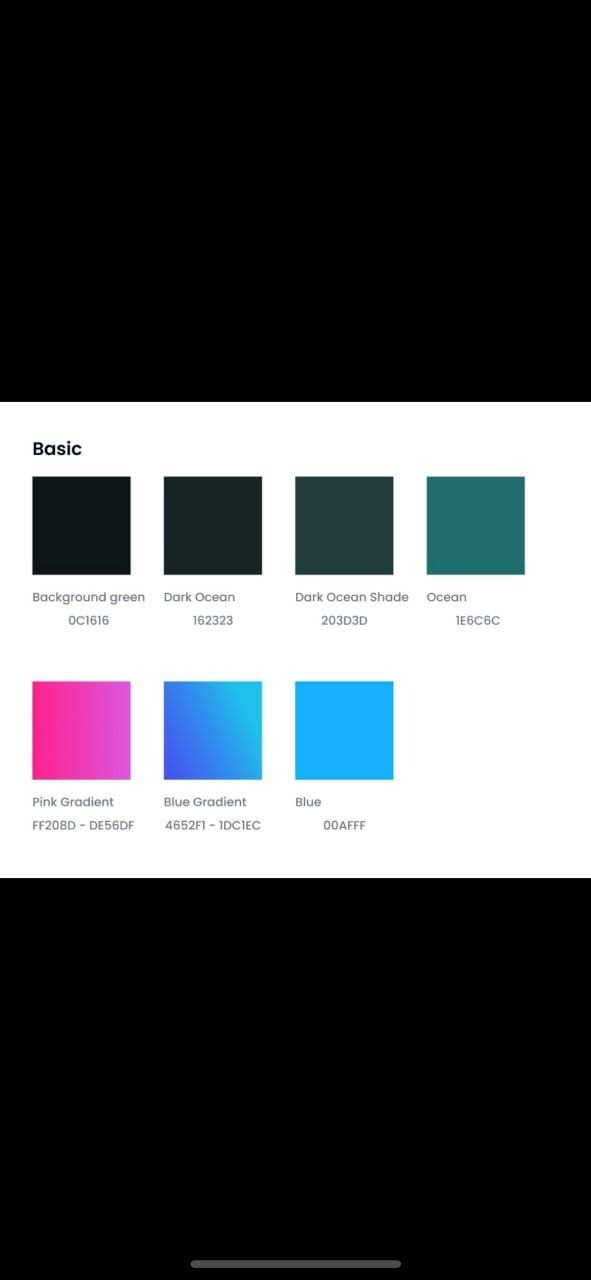 Basic
Background green
0C1616
Dark Ocean
162323
Dark Ocean Shade
203D3D
Ocean
1E6C6C
Pink Gradient
FF208D - DE56DF
Blue Gradient
4652F1 - 1DC1EC
Blue
00AFFF